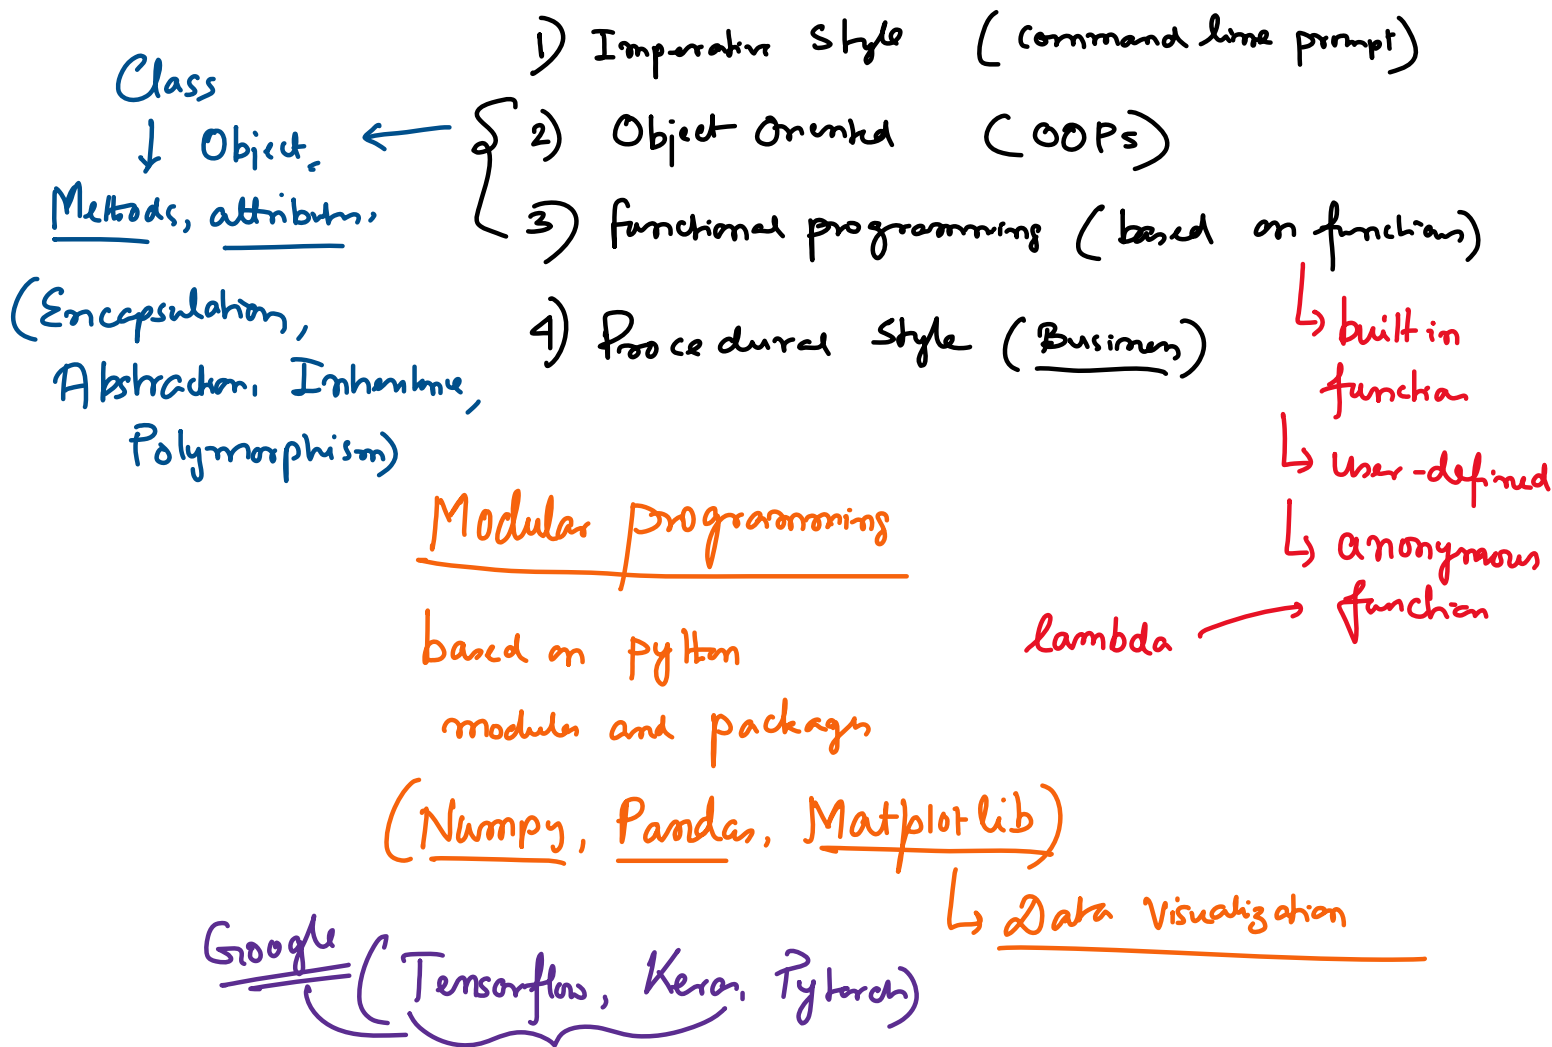 1) Imperative Style (command line prompt)
2) Object Oriented (OOPs)
3) functional programming (based on functions)
4) Procedural Style (Business)
Class
Object,
Methods, attributes,
(Encapsulation,
Abstraction, Inheritance,
Polymorphism)
built in
function
user-defined
anonymous
function
lambda
Modular programming
based on python
modules and packages
(Numpy, Pandas, Matplotlib)
Data Visualization
Google (Tensorflow, Keras, Pytorch)